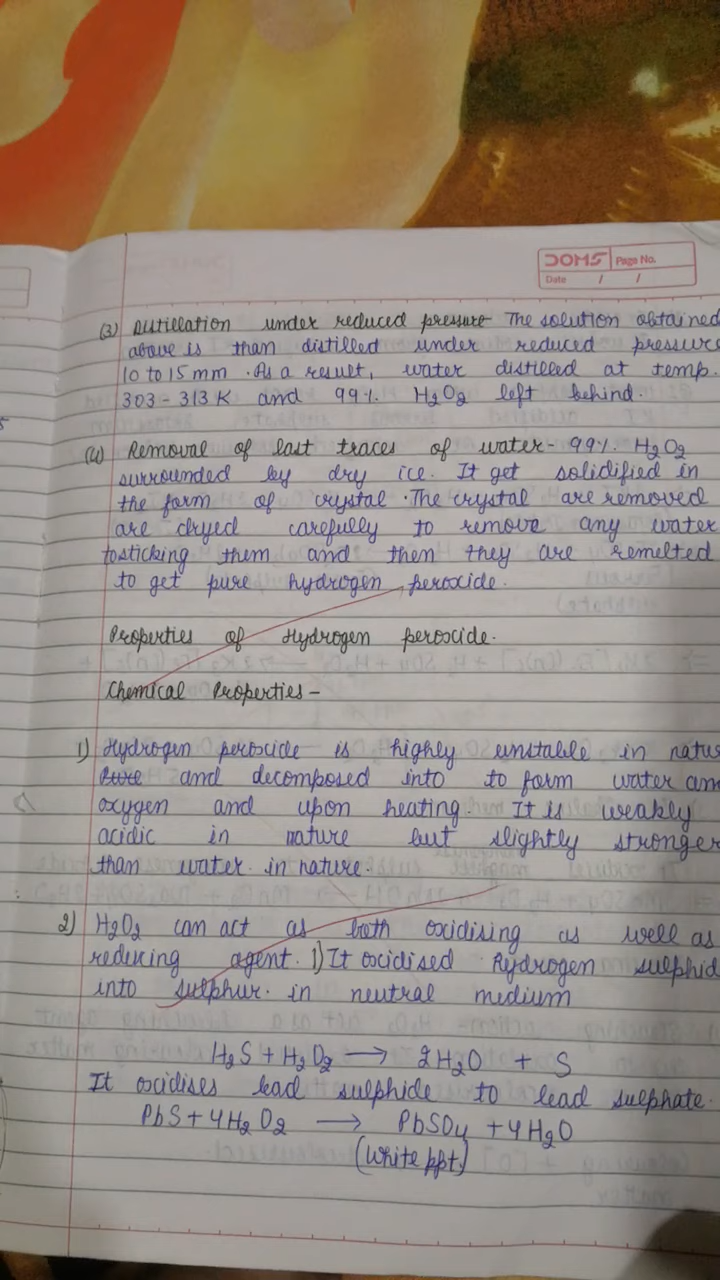 DOMS Page No.
Date / /
(3) Distillation under reduced pressure- The solution obtained
above is than distilled under reduced pressure
10 to 15 mm . As a result, water distilled at temp.
303 - 313 K and 99%. H2O2 left behind.
(4) Removal of last traces of water - 99%. H2O2
surrounded by dry ice. It get solidified in
the form of crystal . The crystal are removed
are dryed carefully to remove any water
sticking them and then they are remelted
to get pure hydrogen peroxide.
Properties of Hydrogen peroxide.
Chemical Properties -
1) Hydrogen peroxide is highly unstable in natu
and decomposed into to form water an
oxygen and upon heating. It is weakly
acidic in nature but slightly stronger
than water in nature.
2) H2O2 can act as both oxidising as well as
reducing agent. 1) It oxidised hydrogen sulphid
into sulphur. in neutral medium
H2S + H2O2 → 2H2O + S
It oxidises lead sulphide to lead sulphate.
PbS + 4H2O2 → PbSO4 + 4H2O
(white ppt.)